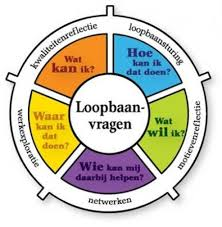 Loopbaan-
vragen
kwaliteitenreflectie
Wat
kan ik?
loopbaansturing
Hoe
kan ik
dat doen?
motievenreflectie
Wat
wil ik?
netwerken
Wie kan mij
daarbij helpen?
werkexploratie
Waar
kan ik
dat doen?